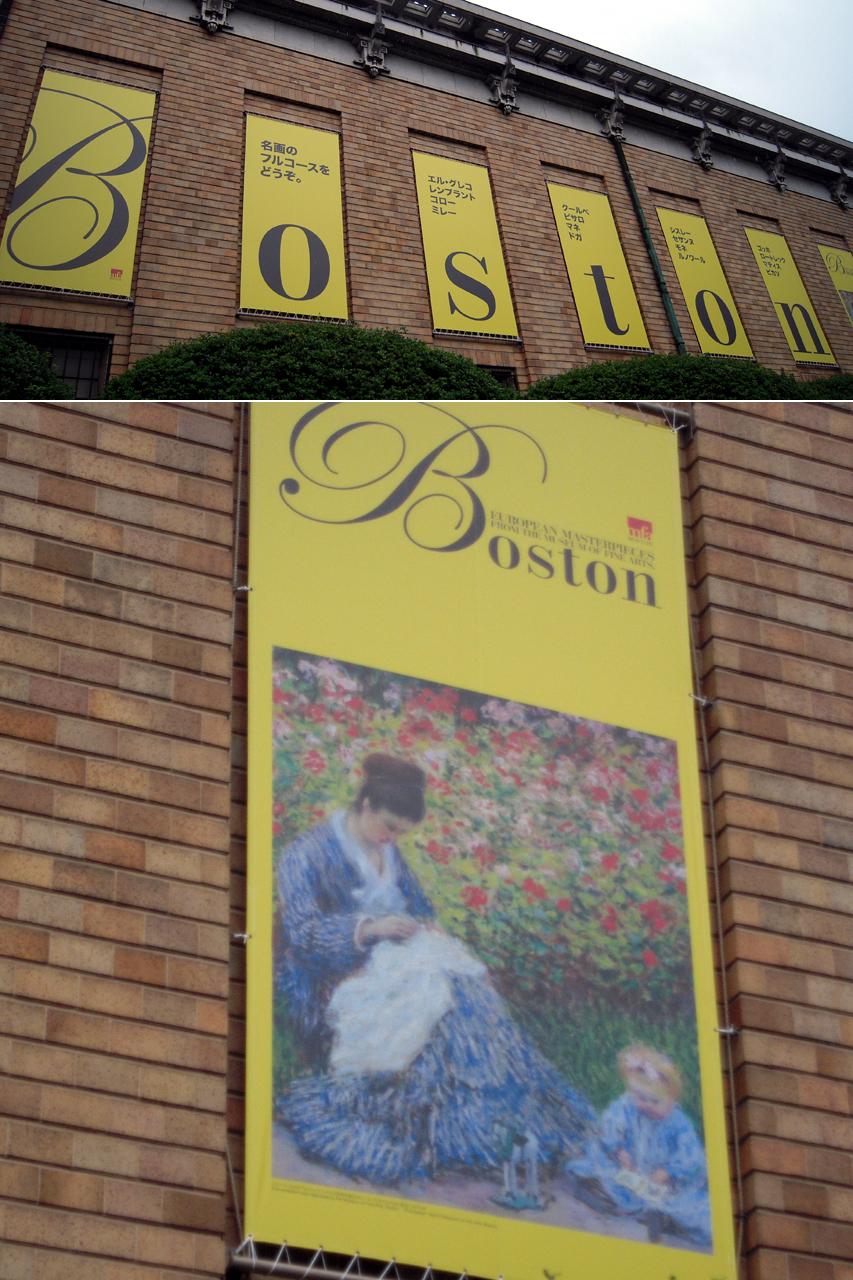 B
名画の
フルコースを
どうぞ。
o
エル・グレコ
レンブラント
コロー
ミレー
s
クールベ
ピサロ
マネ
ドガ
t
シスレー
セザンヌ
モネ
ルノワール
o
ゴッホ
ロートレック
マティス
ピカソ
n
B
Boston
EUROPEAN MASTERPIECES
FROM THE MUSEUM OF FINE ARTS,
mfa